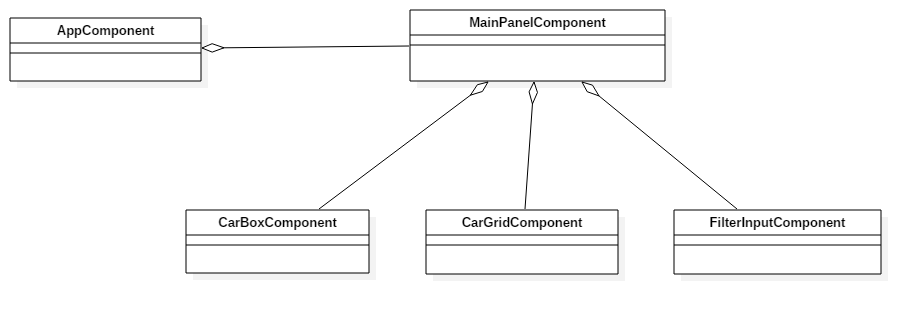 AppComponent
MainPanelComponent
CarBoxComponent
CarGridComponent
FilterInputComponent